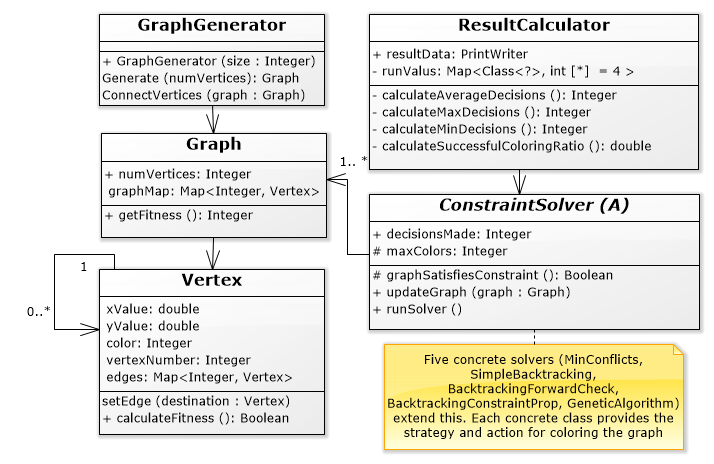 GraphGenerator
+ GraphGenerator (size : Integer)
Generate (numVertices): Graph
ConnectVertices (graph : Graph)
Graph
+ numVertices: Integer
graphMap: Map<Integer, Vertex>
+ getFitness (): Integer
1
0..*
Vertex
xValue: double
yValue: double
color: Integer
vertexNumber: Integer
edges: Map<Integer, Vertex>
setEdge (destination : Vertex)
+ calculateFitness (): Boolean
ResultCalculator
+ resultData: PrintWriter
- runValus: Map<Class<?>, int [*]  = 4 >
- calculateAverageDecisions (): Integer
- calculateMaxDecisions (): Integer
- calculateMinDecisions (): Integer
- calculateSuccessfulColoringRatio (): double
1.. *
ConstraintSolver (A)
+ decisionsMade: Integer
# maxColors: Integer
# graphSatisfiesConstraint (): Boolean
+ updateGraph (graph : Graph)
+ runSolver ()
Five concrete solvers (MinConflicts,
SimpleBacktracking,
BacktrackingForwardCheck,
BacktrackingConstraintProp, GeneticAlgorithm)
extend this. Each concrete class provides the
strategy and action for coloring the graph